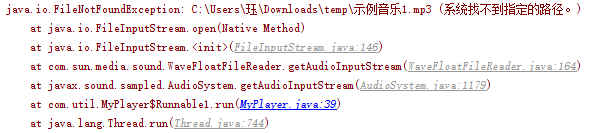 java.io.FileNotFoundException: C:\Users\珏\Downloads\temp\示例音乐1.mp3 (系统找不到指定的路径。)
at java.io.FileInputStream.open(Native Method)
at java.io.FileInputStream.<init>(FileInputStream.java:146)
at com.sun.media.sound.WaveFloatFileReader.getAudioInputStream(WaveFloatFileReader.java:164)
at javax.sound.sampled.AudioSystem.getAudioInputStream(AudioSystem.java:1179)
at com.util.MyPlayer$Runnable1.run(MyPlayer.java:39)
at java.lang.Thread.run(Thread.java:744)